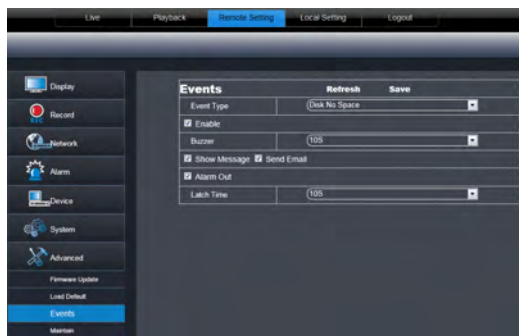 Live Playback Remote Setting Local Setting Logout
Display
Record
Network
Alarm
Device
System
Advanced
Firmware Update
Load Default
Events
Maintain
Events Refresh Save
Event Type Disk No Space
Enable
Buzzer 10S
Show Message Send Email
Alarm Out
Latch Time 10S